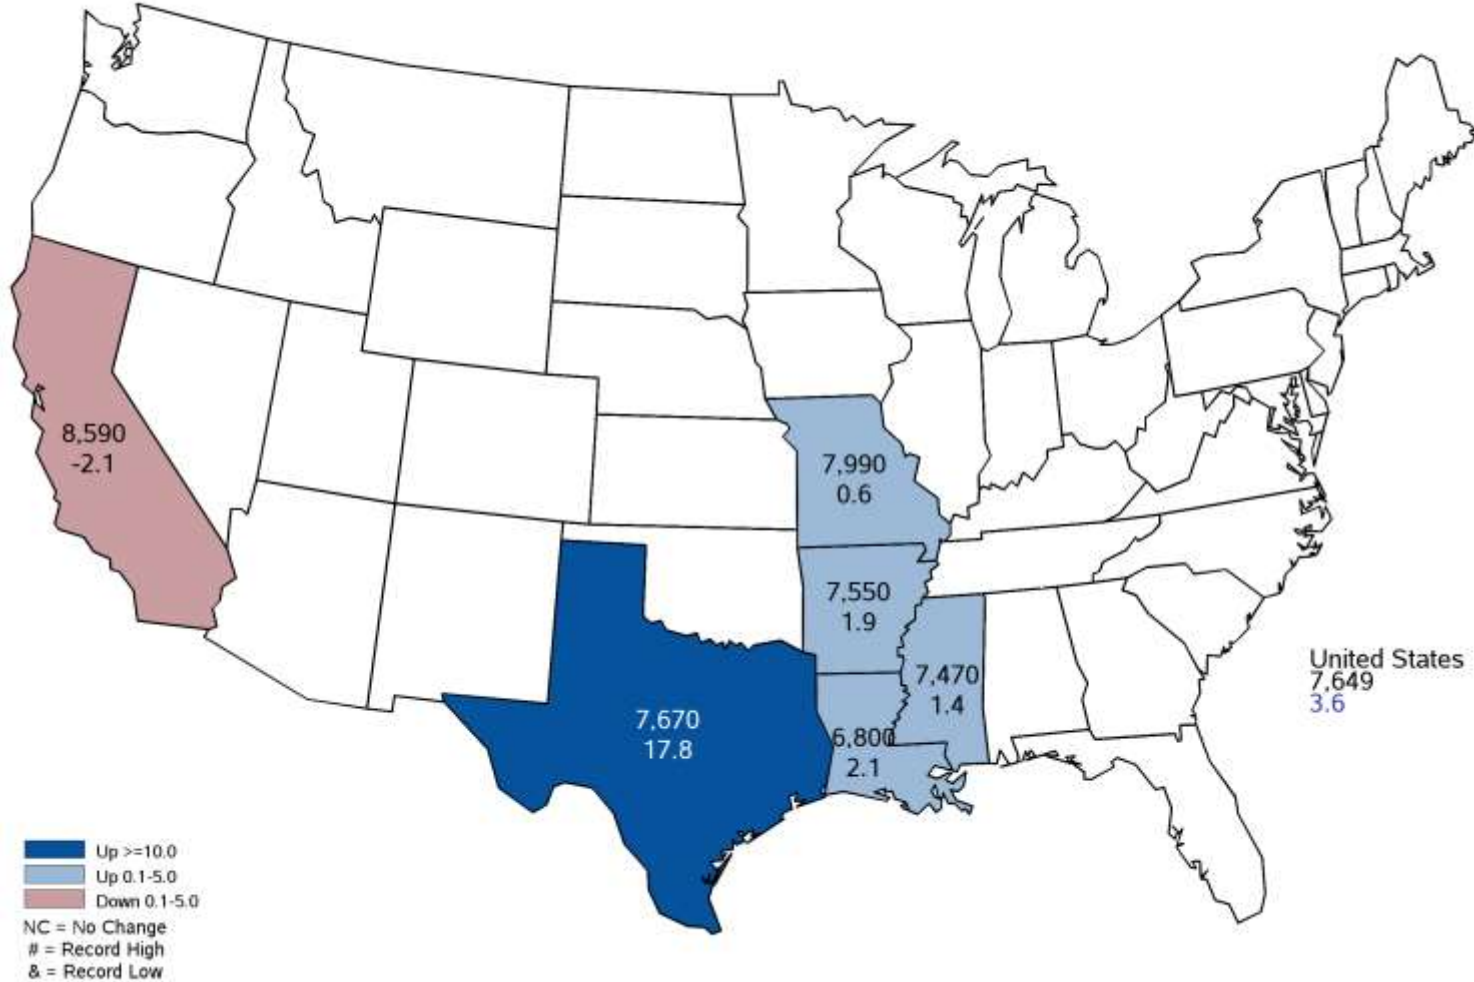 8,590
-2.1
7,990
0.6
7,550
1.9
7,470
1.4
6,800
2.1
7,670
17.8
United States
7,649
3.6
Up >=10.0
Up 0.1-5.0
Down 0.1-5.0
NC = No Change
# = Record High
& = Record Low